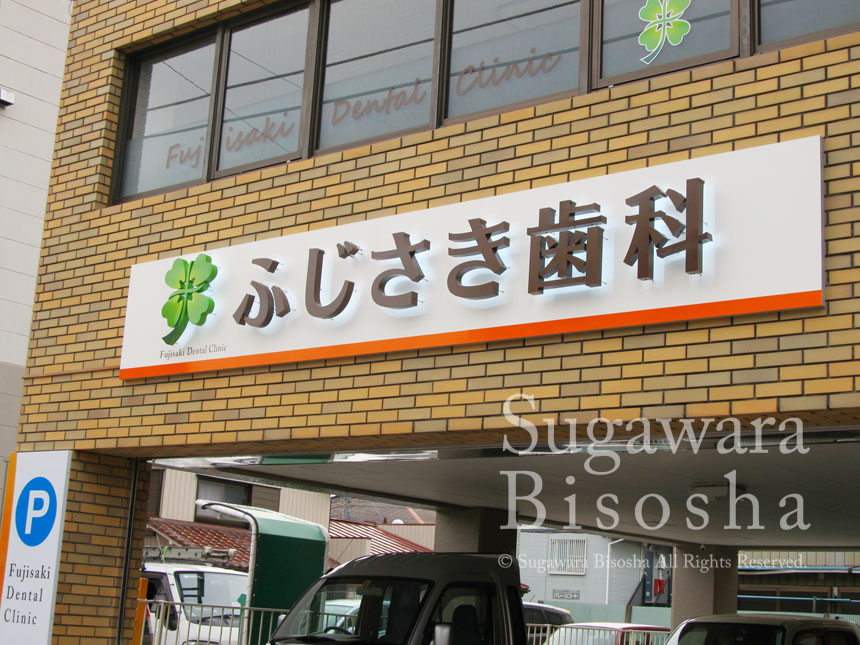 Fujisaki Dental Clinic
ふじさき歯科
Fujisaki Dental Clinic
P
Fujisaki
Dental
Clinic
Sugawara
Bisosha
© Sugawara Bisosha All Rights Reserved.